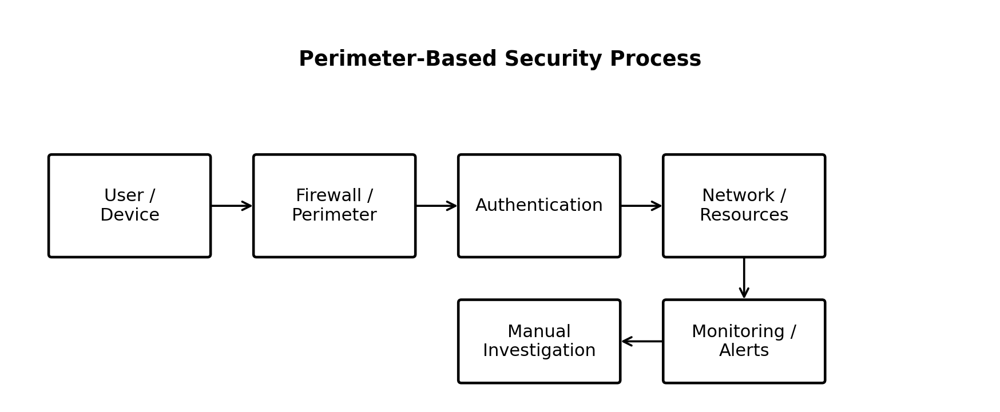 Perimeter-Based Security Process
User /
Device
Firewall /
Perimeter
Authentication
Network /
Resources
Manual
Investigation
Monitoring /
Alerts